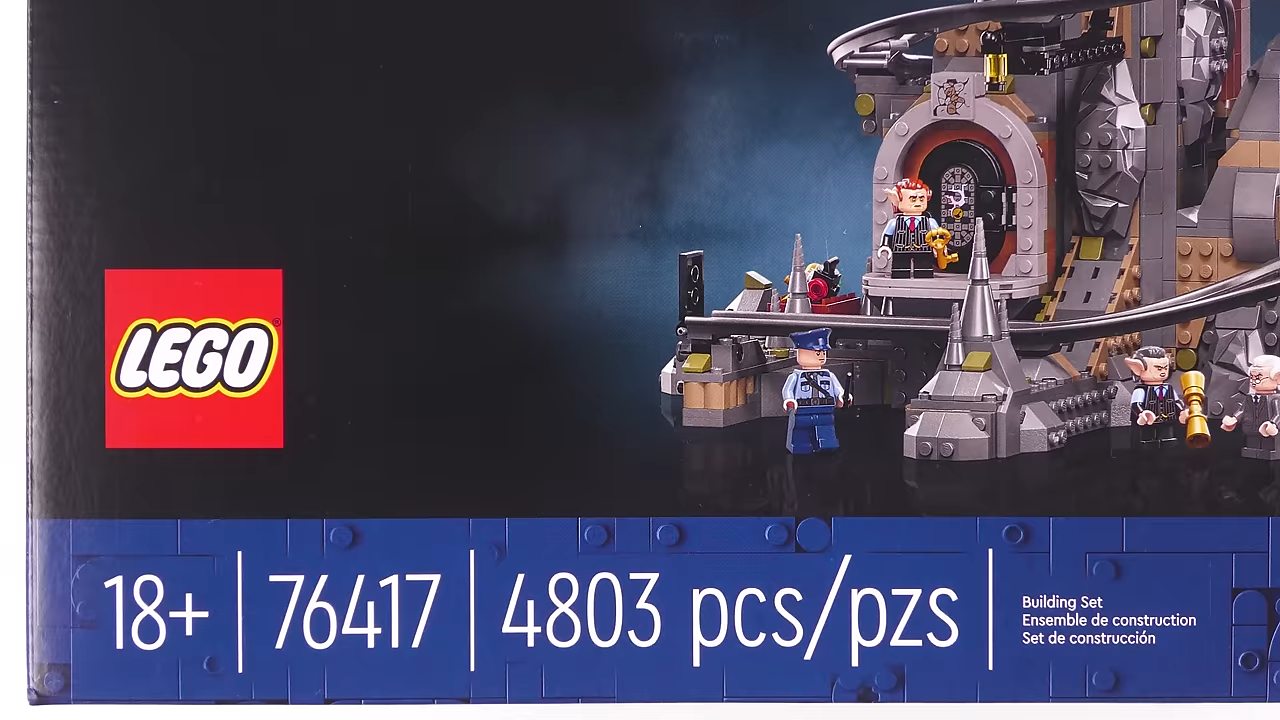 LEGO®
18+ | 76417 | 4803 pcs/pzs
Building Set
Ensemble de construction
Set de construcción